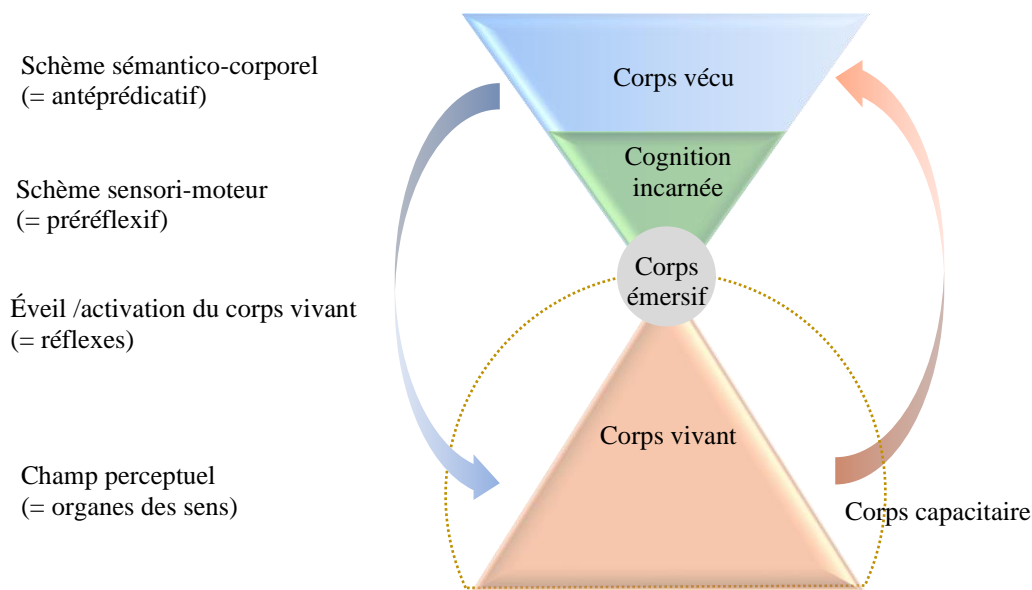 Schème sémantico-corporel
(= antéprédicatif)
Corps vécu
Cognition
incarnée
Schème sensori-moteur
(= préréflexif)
Corps
émersif
Éveil /activation du corps vivant
(= réflexes)
Corps vivant
Champ perceptuel
(= organes des sens)
Corps capacitaire